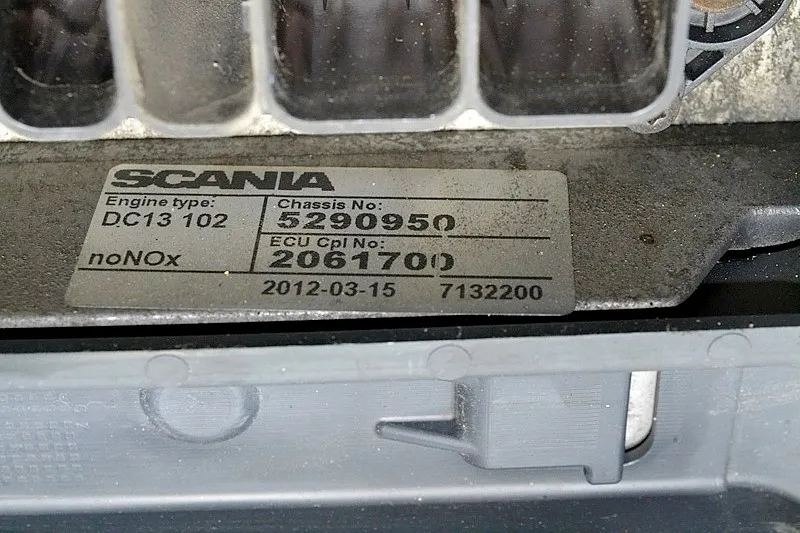 SCANIA
Engine type:
DC13 102
noNOx
Chassis No:
5290950
ECU Cpl No:
2061700
2012-03-15 7132200